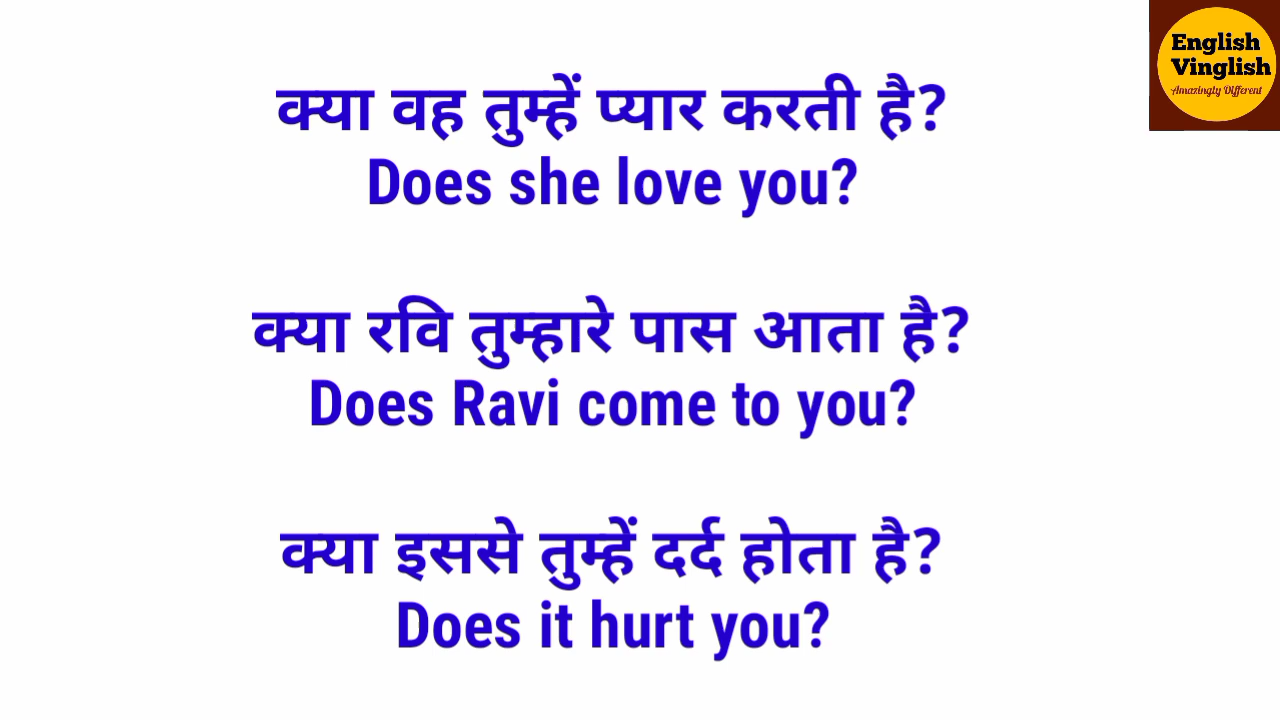 English
Vinglish
Amazingly Different
क्या वह तुम्हें प्यार करती है?
Does she love you?
क्या रवि तुम्हारे पास आता है?
Does Ravi come to you?
क्या इससे तुम्हें दर्द होता है?
Does it hurt you?